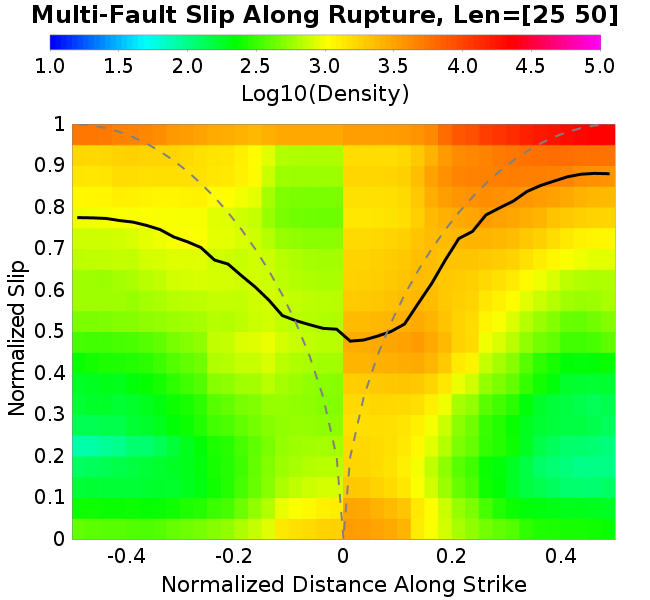 Multi-Fault Slip Along Rupture, Len=[25 50]
1.0 1.5 2.0 2.5 3.0 3.5 4.0 4.5 5.0
Log10(Density)
1
0.9
0.8
0.7
0.6
0.5
0.4
0.3
0.2
0.1
0
Normalized Slip
-0.4 -0.2 0 0.2 0.4
Normalized Distance Along Strike